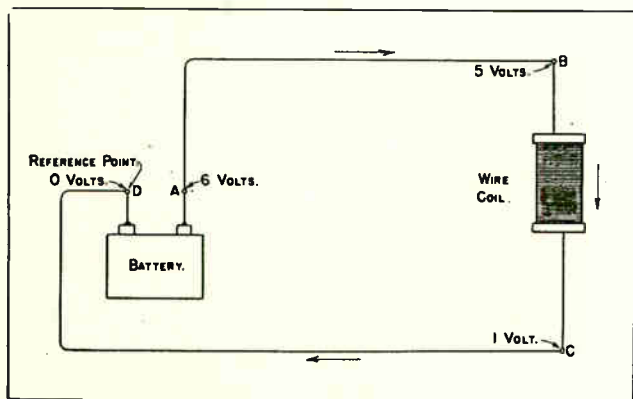 B
5 VOLTS.
REFERENCE POINT.
0 VOLTS.
D
A
6 VOLTS.
WIRE
COIL.
BATTERY.
1 VOLT.
C